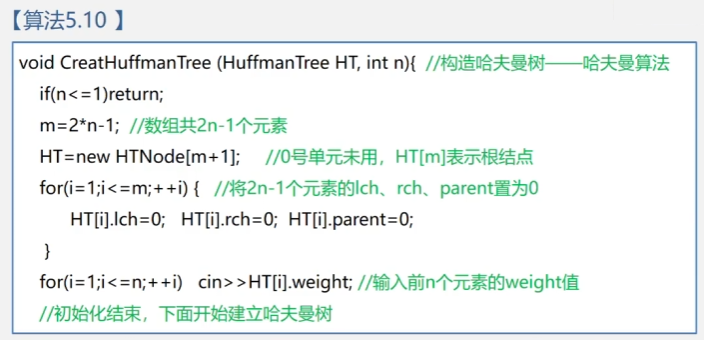 【算法5.10 】
void CreatHuffmanTree (HuffmanTree HT, int n){ //构造哈夫曼树——哈夫曼算法
if(n<=1)return;
m=2*n-1; //数组共2n-1个元素
HT=new HTNode[m+1]; //0号单元未用，HT[m]表示根结点
for(i=1;i<=m;++i) { //将2n-1个元素的lch、rch、parent置为0
HT[i].lch=0; HT[i].rch=0; HT[i].parent=0;
}
for(i=1;i<=n;++i) cin>>HT[i].weight; //输入前n个元素的weight值
//初始化结束，下面开始建立哈夫曼树